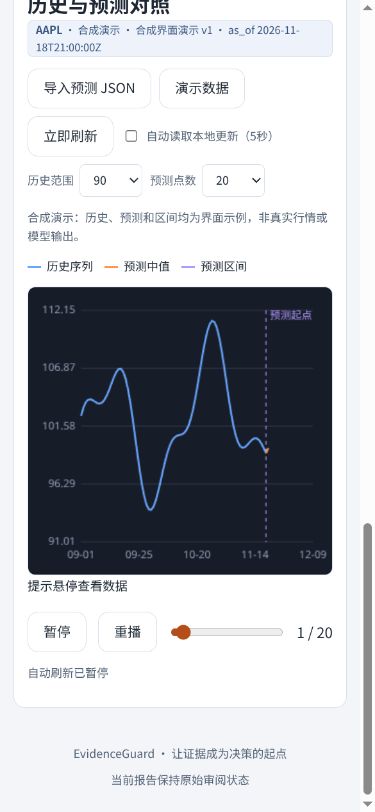 历史与预测对照
AAPL · 合成演示 · 合成界面演示 v1 · as_of 2026-11-
18T21:00:00Z
导入预测 JSON 演示数据
立即刷新 自动读取本地更新（5秒）
历史范围 90 预测点数 20
合成演示：历史、预测和区间均为界面示例，非真实行情或
模型输出。
历史序列 预测中值 预测区间
112.15 预测起点
106.87
101.58
96.29
91.01
09-01 09-25 10-20 11-14 12-09
提示悬停查看数据
暂停 重播 1 / 20
自动刷新已暂停
EvidenceGuard · 让证据成为决策的起点
当前报告保持原始审阅状态